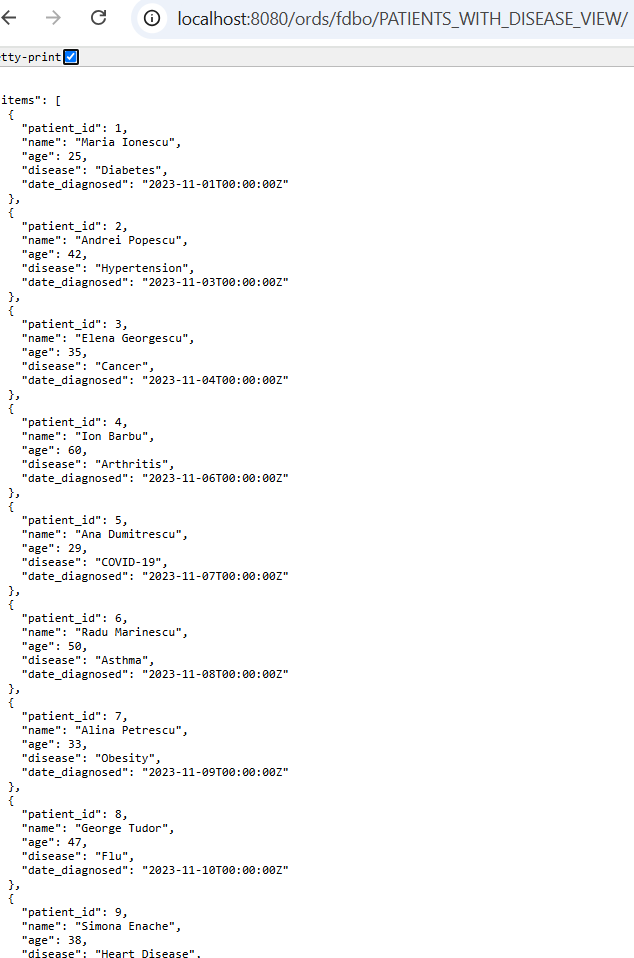 localhost:8080/ords/fdbo/PATIENTS_WITH_DISEASE_VIEW/
tty-print
items": [
{
"patient_id": 1,
"name": "Maria Ionescu",
"age": 25,
"disease": "Diabetes",
"date_diagnosed": "2023-11-01T00:00:00Z"
},
{
"patient_id": 2,
"name": "Andrei Popescu",
"age": 42,
"disease": "Hypertension",
"date_diagnosed": "2023-11-03T00:00:00Z"
},
{
"patient_id": 3,
"name": "Elena Georgescu",
"age": 35,
"disease": "Cancer",
"date_diagnosed": "2023-11-04T00:00:00Z"
},
{
"patient_id": 4,
"name": "Ion Barbu",
"age": 60,
"disease": "Arthritis",
"date_diagnosed": "2023-11-06T00:00:00Z"
},
{
"patient_id": 5,
"name": "Ana Dumitrescu",
"age": 29,
"disease": "COVID-19",
"date_diagnosed": "2023-11-07T00:00:00Z"
},
{
"patient_id": 6,
"name": "Radu Marinescu",
"age": 50,
"disease": "Asthma",
"date_diagnosed": "2023-11-08T00:00:00Z"
},
{
"patient_id": 7,
"name": "Alina Petrescu",
"age": 33,
"disease": "Obesity",
"date_diagnosed": "2023-11-09T00:00:00Z"
},
{
"patient_id": 8,
"name": "George Tudor",
"age": 47,
"disease": "Flu",
"date_diagnosed": "2023-11-10T00:00:00Z"
},
{
"patient_id": 9,
"name": "Simona Enache",
"age": 38,
"disease": "Heart Disease",